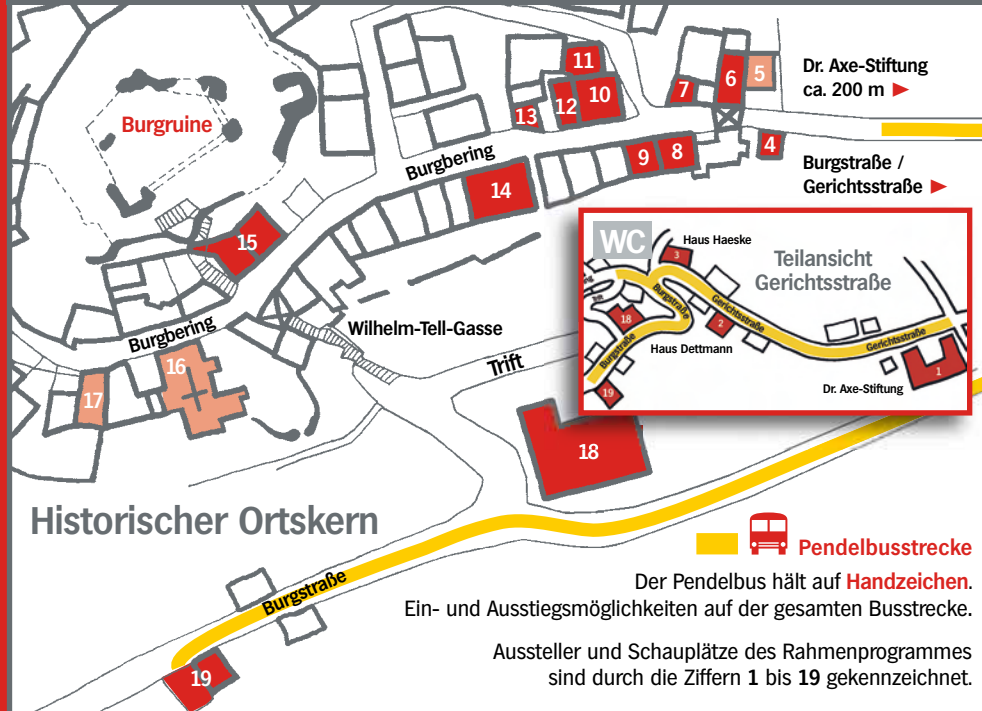 11
5
6
Dr. Axe-Stiftung
ca. 200 m ►
7
10
12
13
Burgruine
4
Burgbering
9
8
Burgstraße /
Gerichtsstraße ►
14
15
WC
Haus Haeske
3
Teilansicht
Gerichtsstraße
Burgstraße
Gerichtsstraße
18
2
Haus Dettmann
Gerichtsstraße
Burgstraße
1
19
Dr. Axe-Stiftung
Burgbering
Wilhelm-Tell-Gasse
Trift
16
17
18
Historischer Ortskern
Pendelbusstrecke
Der Pendelbus hält auf Handzeichen.
Ein- und Ausstiegsmöglichkeiten auf der gesamten Busstrecke.
Burgstraße
Aussteller und Schauplätze des Rahmenprogrammes
sind durch die Ziffern 1 bis 19 gekennzeichnet.
19